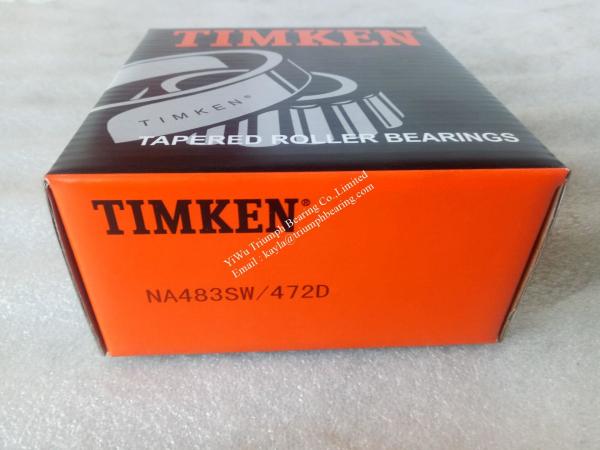 TIMKEN
TIMKEN®
TAPERED ROLLER BEARINGS
TIMKEN®
YiWu Triumph Bearing Co.,Limited
Email : kayla@triumphbearing.com
NA483SW/472D